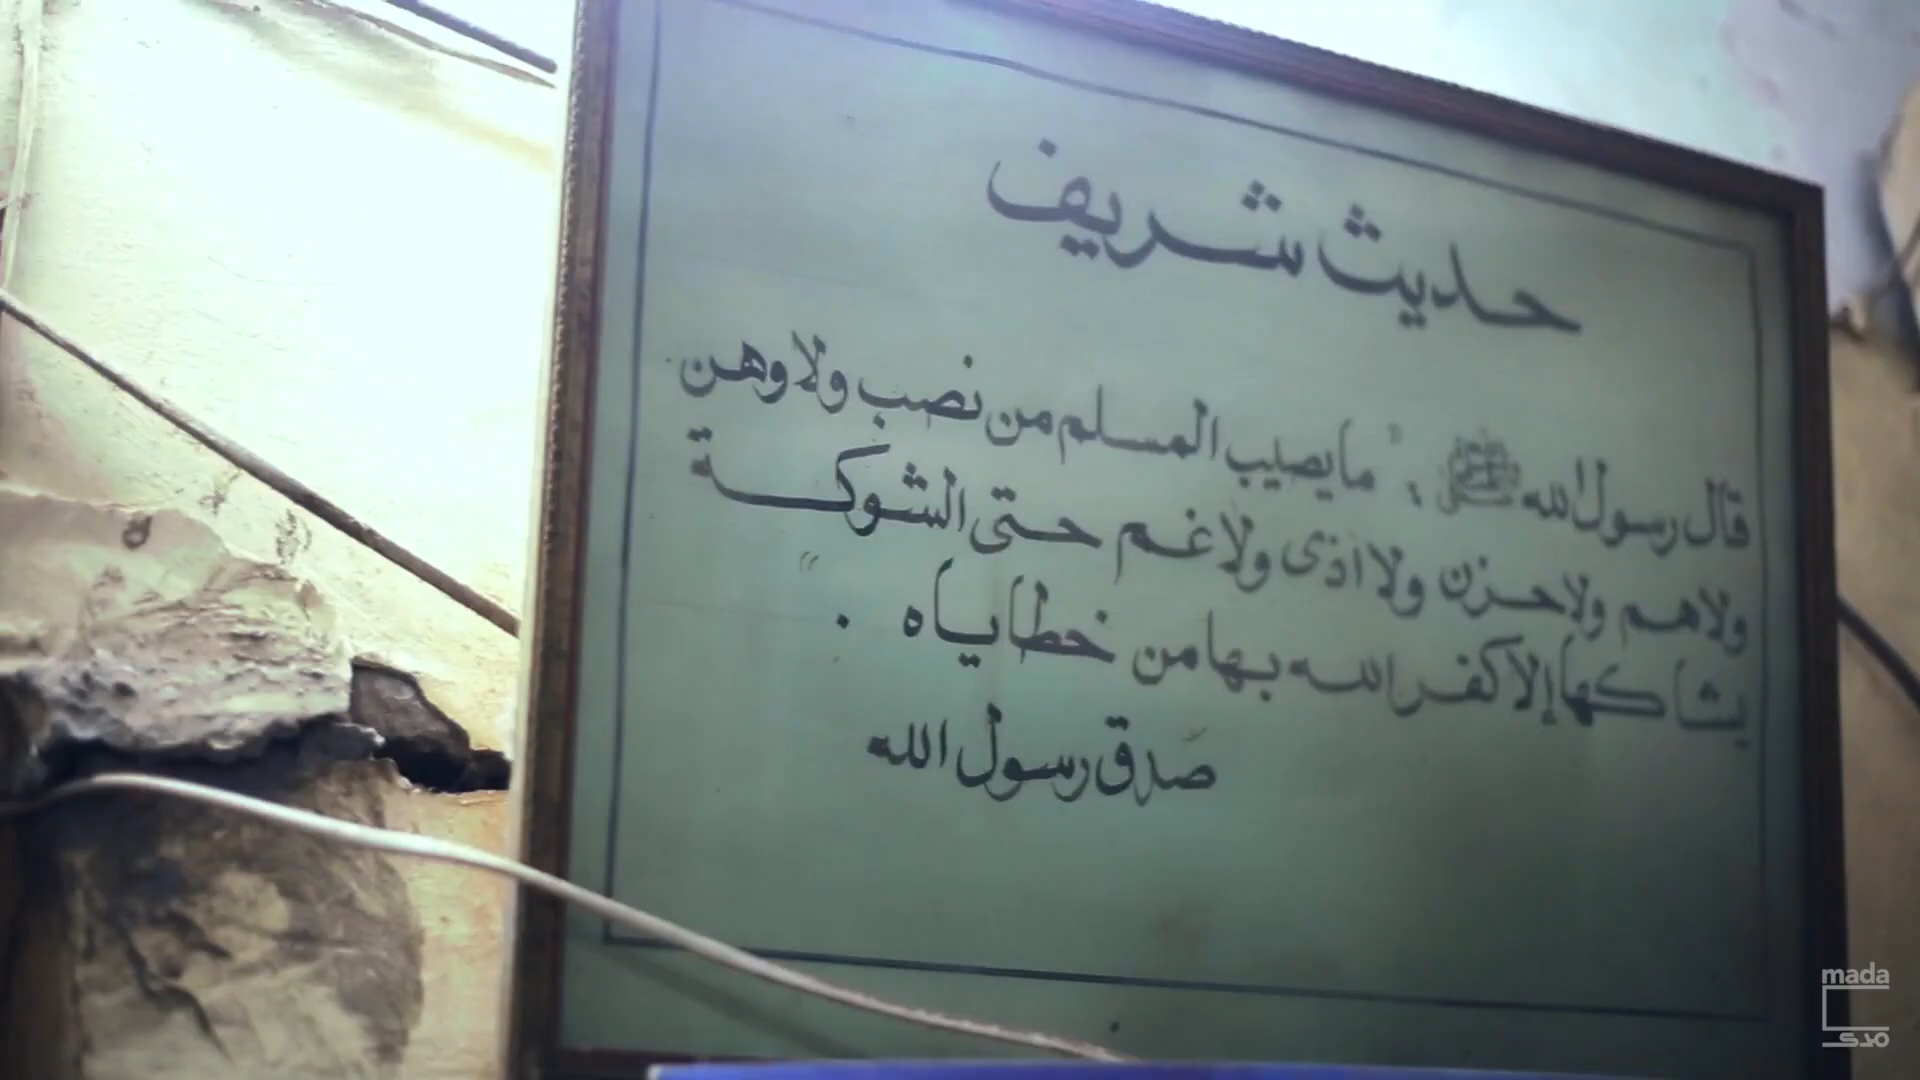 حديث شريف
قال رسول الله ﷺ : " ما يصيب المسلم من نصب ولا وهن
ولا هم ولا حزن ولا اذى ولا غم حتى الشوكة
يشاكها إلا كفر الله بها من خطاياه " .
صدق رسول الله
mada
مدى